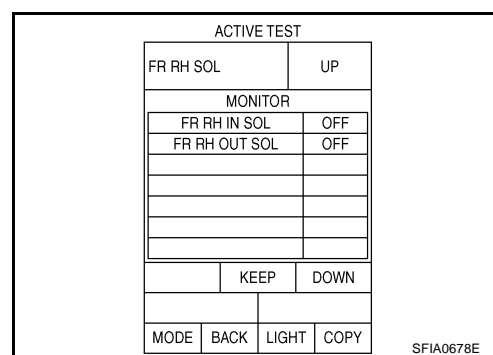 ACTIVE TEST
FR RH SOL UP
MONITOR
FR RH IN SOL OFF
FR RH OUT SOL OFF
KEEP DOWN
MODE BACK LIGHT COPY
SFIA0678E